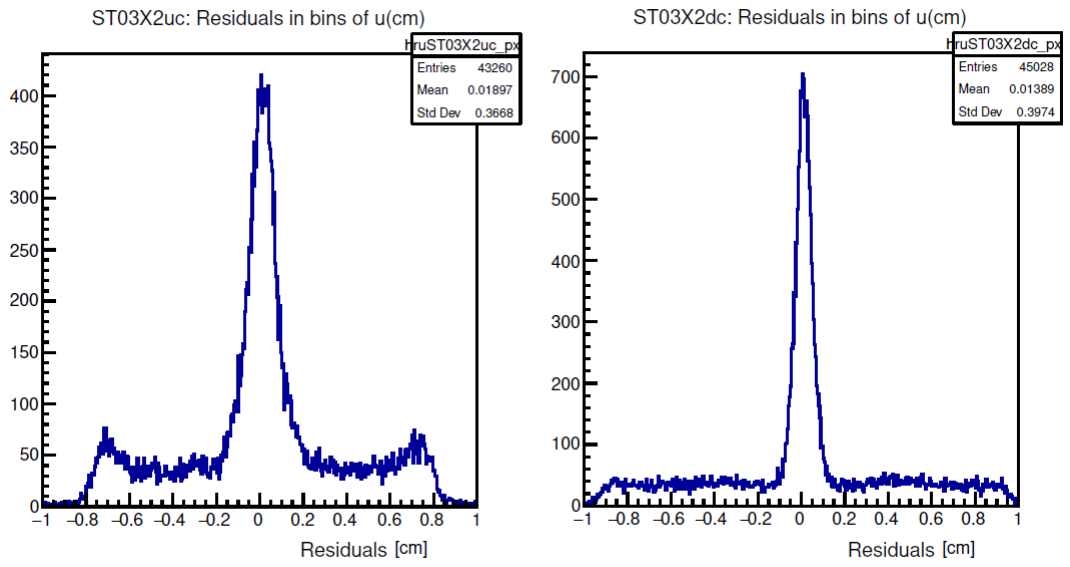 ST03X2uc: Residuals in bins of u(cm)
hruST03X2uc_px
Entries 43260
Mean 0.01897
Std Dev 0.3668
400
350
300
250
200
150
100
50
0
−1 −0.8 −0.6 −0.4 −0.2 0 0.2 0.4 0.6 0.8 1
Residuals [cm]
ST03X2dc: Residuals in bins of u(cm)
hruST03X2dc_px
Entries 45028
Mean 0.01389
Std Dev 0.3974
700
600
500
400
300
200
100
0
−1 −0.8 −0.6 −0.4 −0.2 0 0.2 0.4 0.6 0.8 1
Residuals [cm]